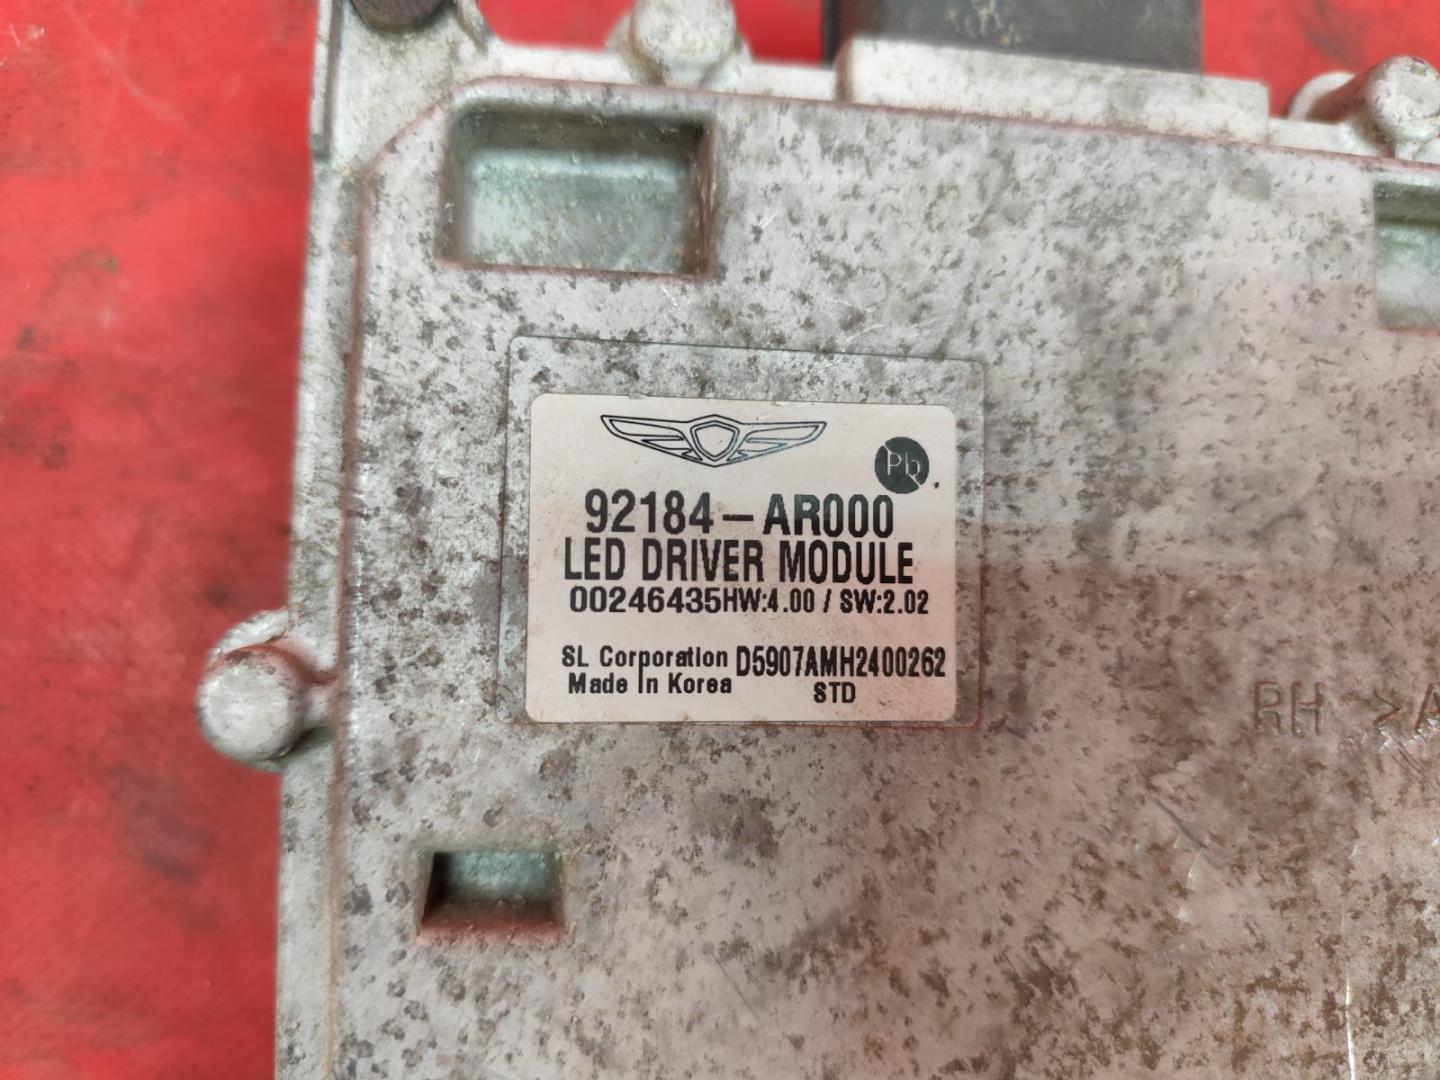 Pb
92184-AR000
LED DRIVER MODULE
00246435HW:4.00 / SW:2.02
SL Corporation D5907AMH2400262
Made In Korea STD
RH >A